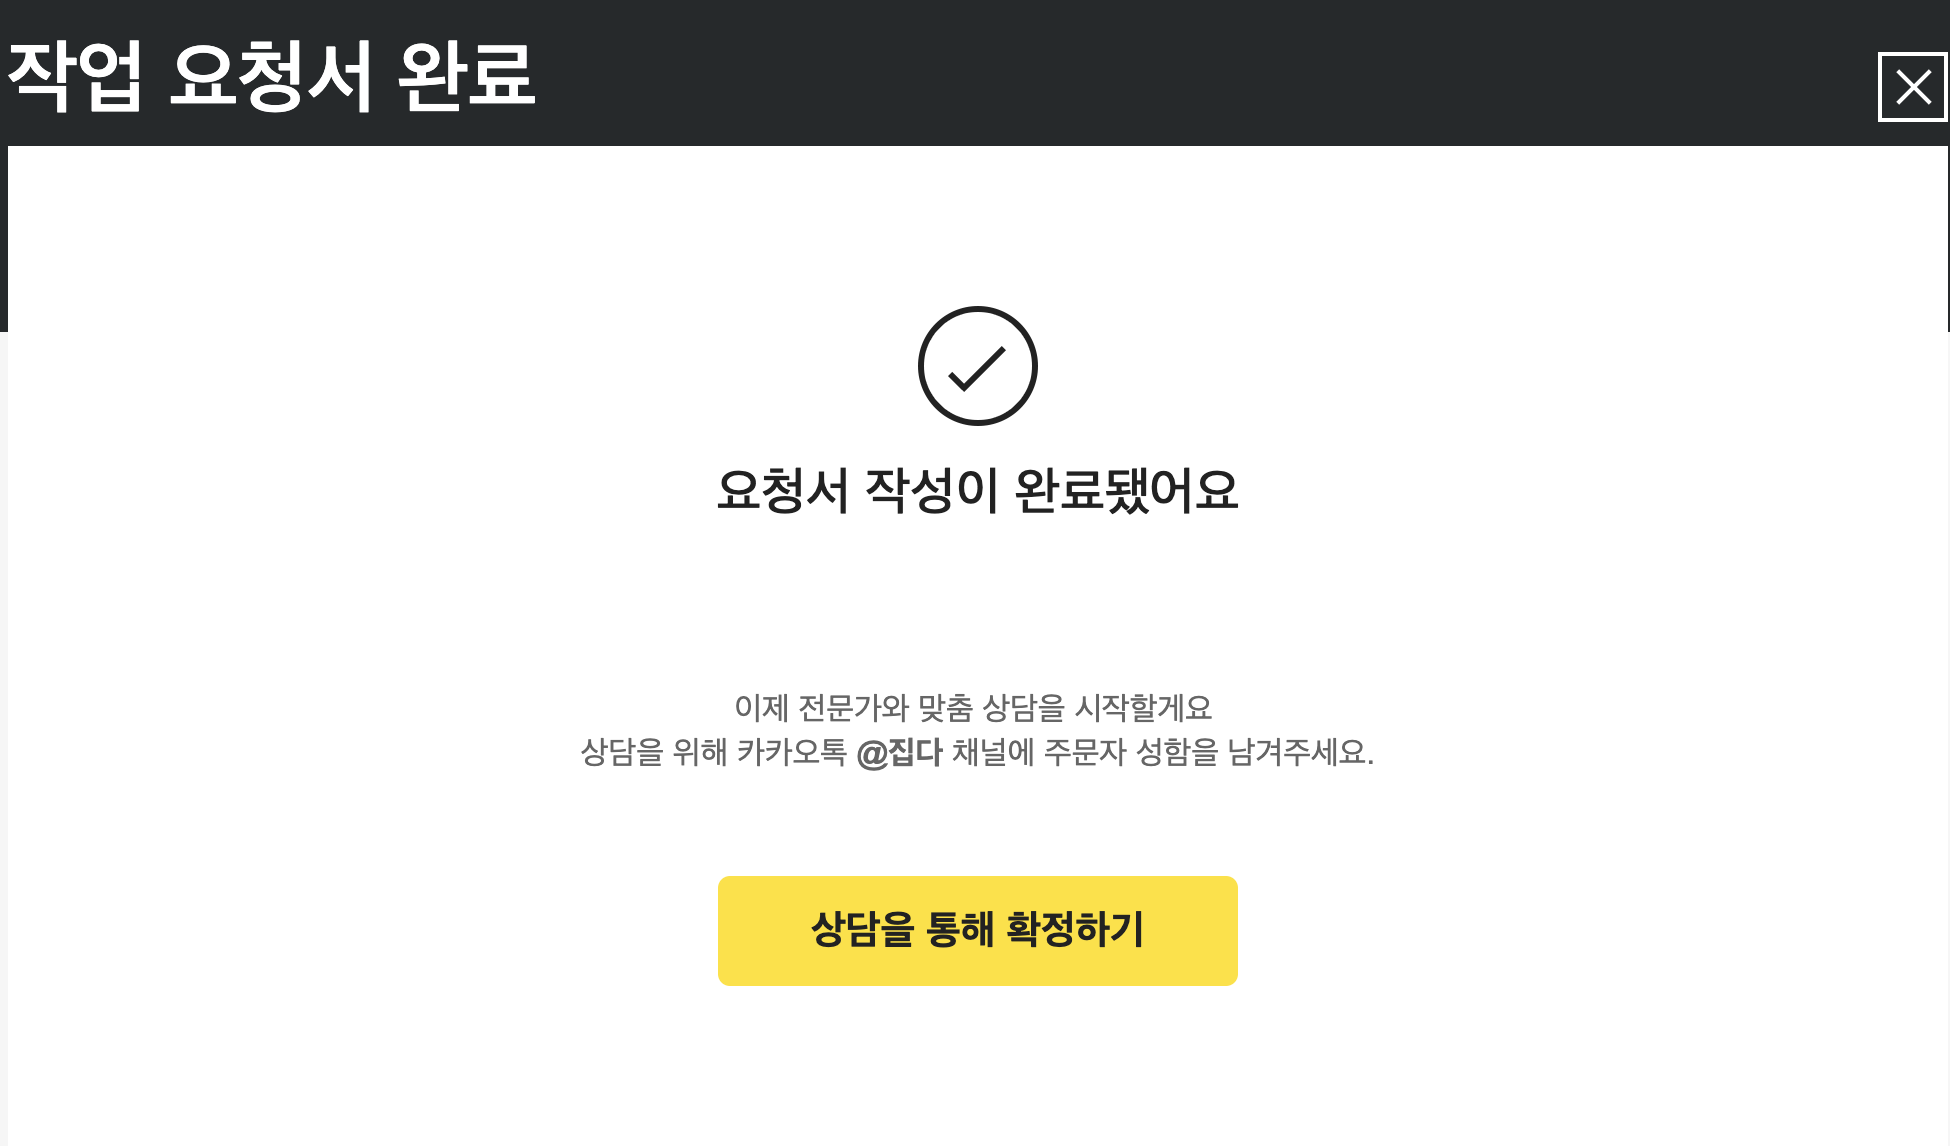 작업 요청서 완료
요청서 작성이 완료됐어요
이제 전문가와 맞춤 상담을 시작할게요
상담을 위해 카카오톡 @집다 채널에 주문자 성함을 남겨주세요.
상담을 통해 확정하기